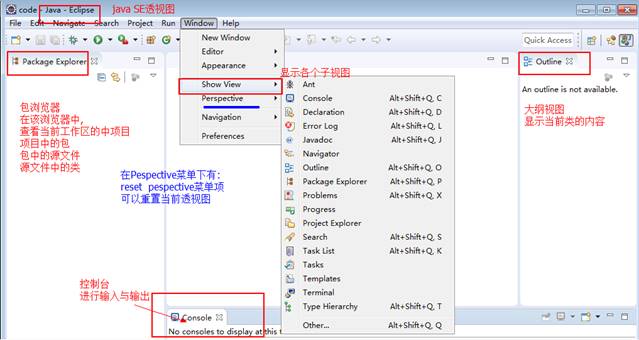 code - Java - Eclipse
java SE透视图
File Edit Navigate Search Project Run Window Help
Quick Access
Package Explorer
New Window
Editor
Appearance
Show View
Perspective
Navigation
Preferences
显示各个子视图
Ant
Console Alt+Shift+Q, C
Declaration Alt+Shift+Q, D
Error Log Alt+Shift+Q, L
Javadoc Alt+Shift+Q, J
Navigator
Outline Alt+Shift+Q, O
Package Explorer Alt+Shift+Q, P
Problems Alt+Shift+Q, X
Progress
Project Explorer
Search Alt+Shift+Q, S
Task List Alt+Shift+Q, K
Tasks
Templates
Terminal
Type Hierarchy Alt+Shift+Q, T
Other... Alt+Shift+Q, Q
Outline
An outline is not available.
大纲视图
显示当前类的内容
包浏览器
在该浏览器中,
查看当前工作区的中项目
项目中的包
包中的源文件
源文件中的类
在Pespective菜单下有:
reset pespective菜单项
可以重置当前透视图
控制台
进行输入与输出
Console
No consoles to display at this t